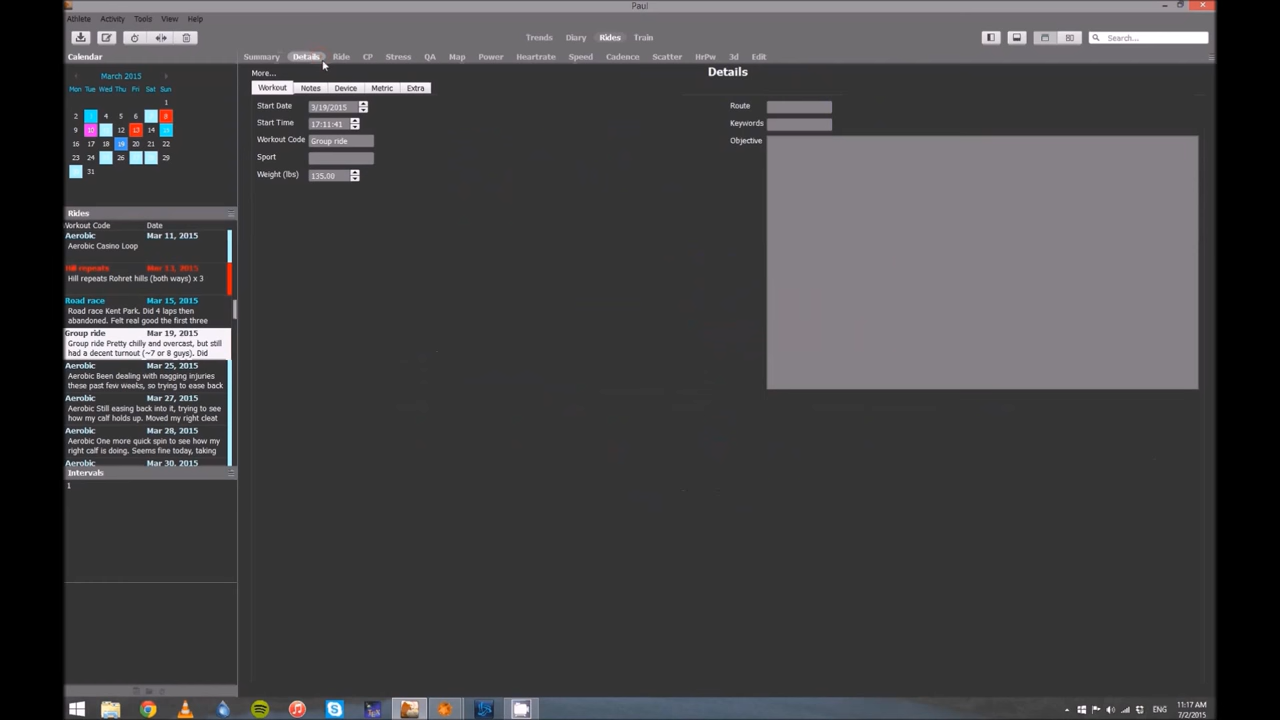 Paul
Athlete Activity Tools View Help
Trends Diary Rides Train
Search...
Calendar
Summary Details Ride CP Stress QA Map Power Heartrate Speed Cadence Scatter HrPw 3d Edit
March 2015
Mon Tue Wed Thu Fri Sat Sun
1
2 3 4 5 6 7 8
9 10 11 12 13 14 15
16 17 18 19 20 21 22
23 24 25 26 27 28 29
30 31
More...
Details
Workout Notes Device Metric Extra
Start Date 3/19/2015
Start Time 17:11:41
Workout Code Group ride
Sport
Weight (lbs) 135.00
Route
Keywords
Objective
Rides
Workout Code Date
Aerobic Mar 11, 2015
Aerobic Casino Loop
Hill repeats Mar 13, 2015
Hill repeats Rohret hills (both ways) x 3
Road race Mar 15, 2015
Road race Kent Park. Did 4 laps then
abandoned. Felt real good the first three
Group ride Mar 19, 2015
Group ride Pretty chilly and overcast, but still
had a decent turnout (~7 or 8 guys). Did
Aerobic Mar 25, 2015
Aerobic Been dealing with nagging injuries
these past few weeks, so trying to ease back
Aerobic Mar 27, 2015
Aerobic Still easing back into it, trying to see
how my calf holds up. Moved my right cleat
Aerobic Mar 28, 2015
Aerobic One more quick spin to see how my
right calf is doing. Seems fine today, taking
Aerobic Mar 30, 2015
Intervals
1
ENG
11:17 AM
7/2/2015